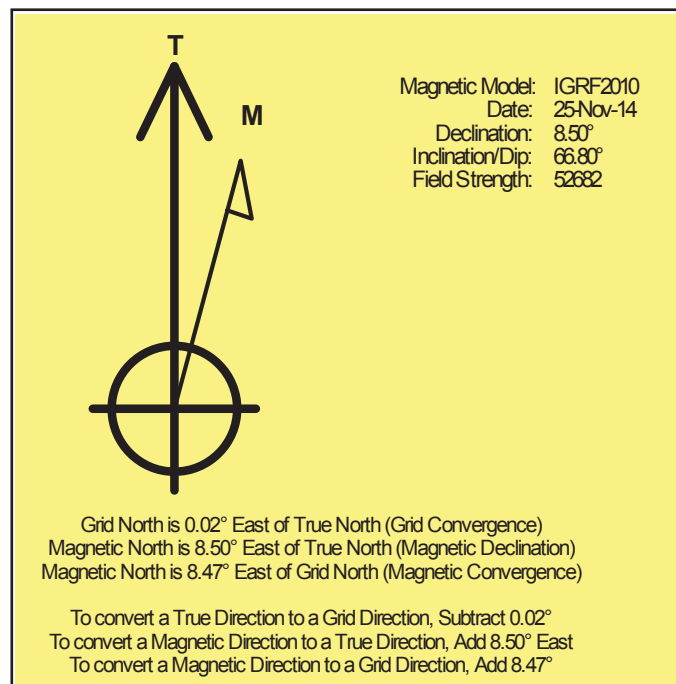 T
M
Magnetic Model: IGRF2010
Date: 25-Nov-14
Declination: 8.50°
Inclination/Dip: 66.80°
Field Strength: 52682
Grid North is 0.02° East of True North (Grid Convergence)
Magnetic North is 8.50° East of True North (Magnetic Declination)
Magnetic North is 8.47° East of Grid North (Magnetic Convergence)
To convert a True Direction to a Grid Direction, Subtract 0.02°
To convert a Magnetic Direction to a True Direction, Add 8.50° East
To convert a Magnetic Direction to a Grid Direction, Add 8.47°